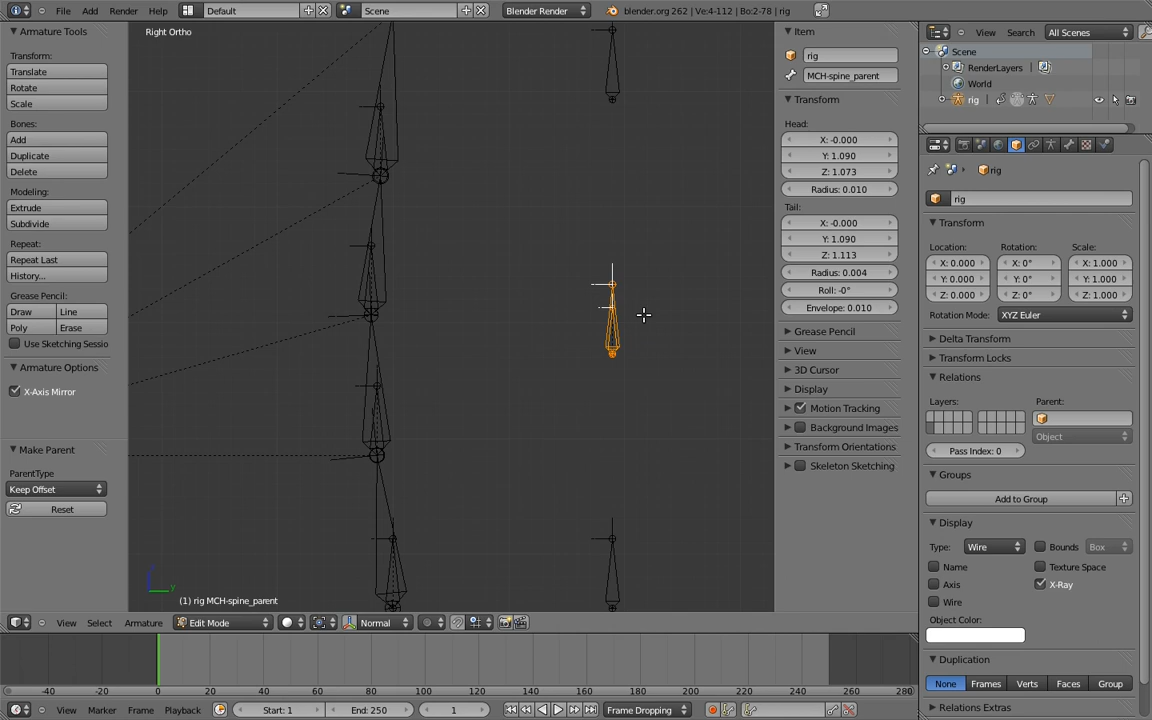 File Add Render Help Default Scene Blender Render blender.org 262 | Ve:4-112 | Bo:2-78 | rig
Armature Tools
Transform:
Translate
Rotate
Scale
Bones:
Add
Duplicate
Delete
Modeling:
Extrude
Subdivide
Repeat:
Repeat Last
History...
Grease Pencil:
Draw Line
Poly Erase
Use Sketching Sessio
Armature Options
X-Axis Mirror
Make Parent
ParentType
Keep Offset
Reset
Right Ortho
y
(1) rig MCH-spine_parent
Item
rig
MCH-spine_parent
Transform
Head:
X: -0.000
Y: 1.090
Z: 1.073
Radius: 0.010
Tail:
X: -0.000
Y: 1.090
Z: 1.113
Radius: 0.004
Roll: -0°
Envelope: 0.010
Grease Pencil
View
3D Cursor
Display
Motion Tracking
Background Images
Transform Orientations
Skeleton Sketching
View Search All Scenes
Scene
RenderLayers
World
rig
rig
rig
Transform
Location: Rotation: Scale:
X: 0.000 X: 0° X: 1.000
Y: 0.000 Y: 0° Y: 1.000
Z: 0.000 Z: 0° Z: 1.000
Rotation Mode: XYZ Euler
Delta Transform
Transform Locks
Relations
Layers: Parent:
Object
Pass Index: 0
Groups
Add to Group
Display
Type: Wire Bounds Box
Name Texture Space
Axis X-Ray
Wire
Object Color:
Duplication
None Frames Verts Faces Group
Relations Extras
View Select Armature Edit Mode Normal
-40 -20 0 20 40 60 80 100 120 140 160 180 200 220 240 260 280
View Marker Frame Playback Start: 1 End: 250 1 Frame Dropping